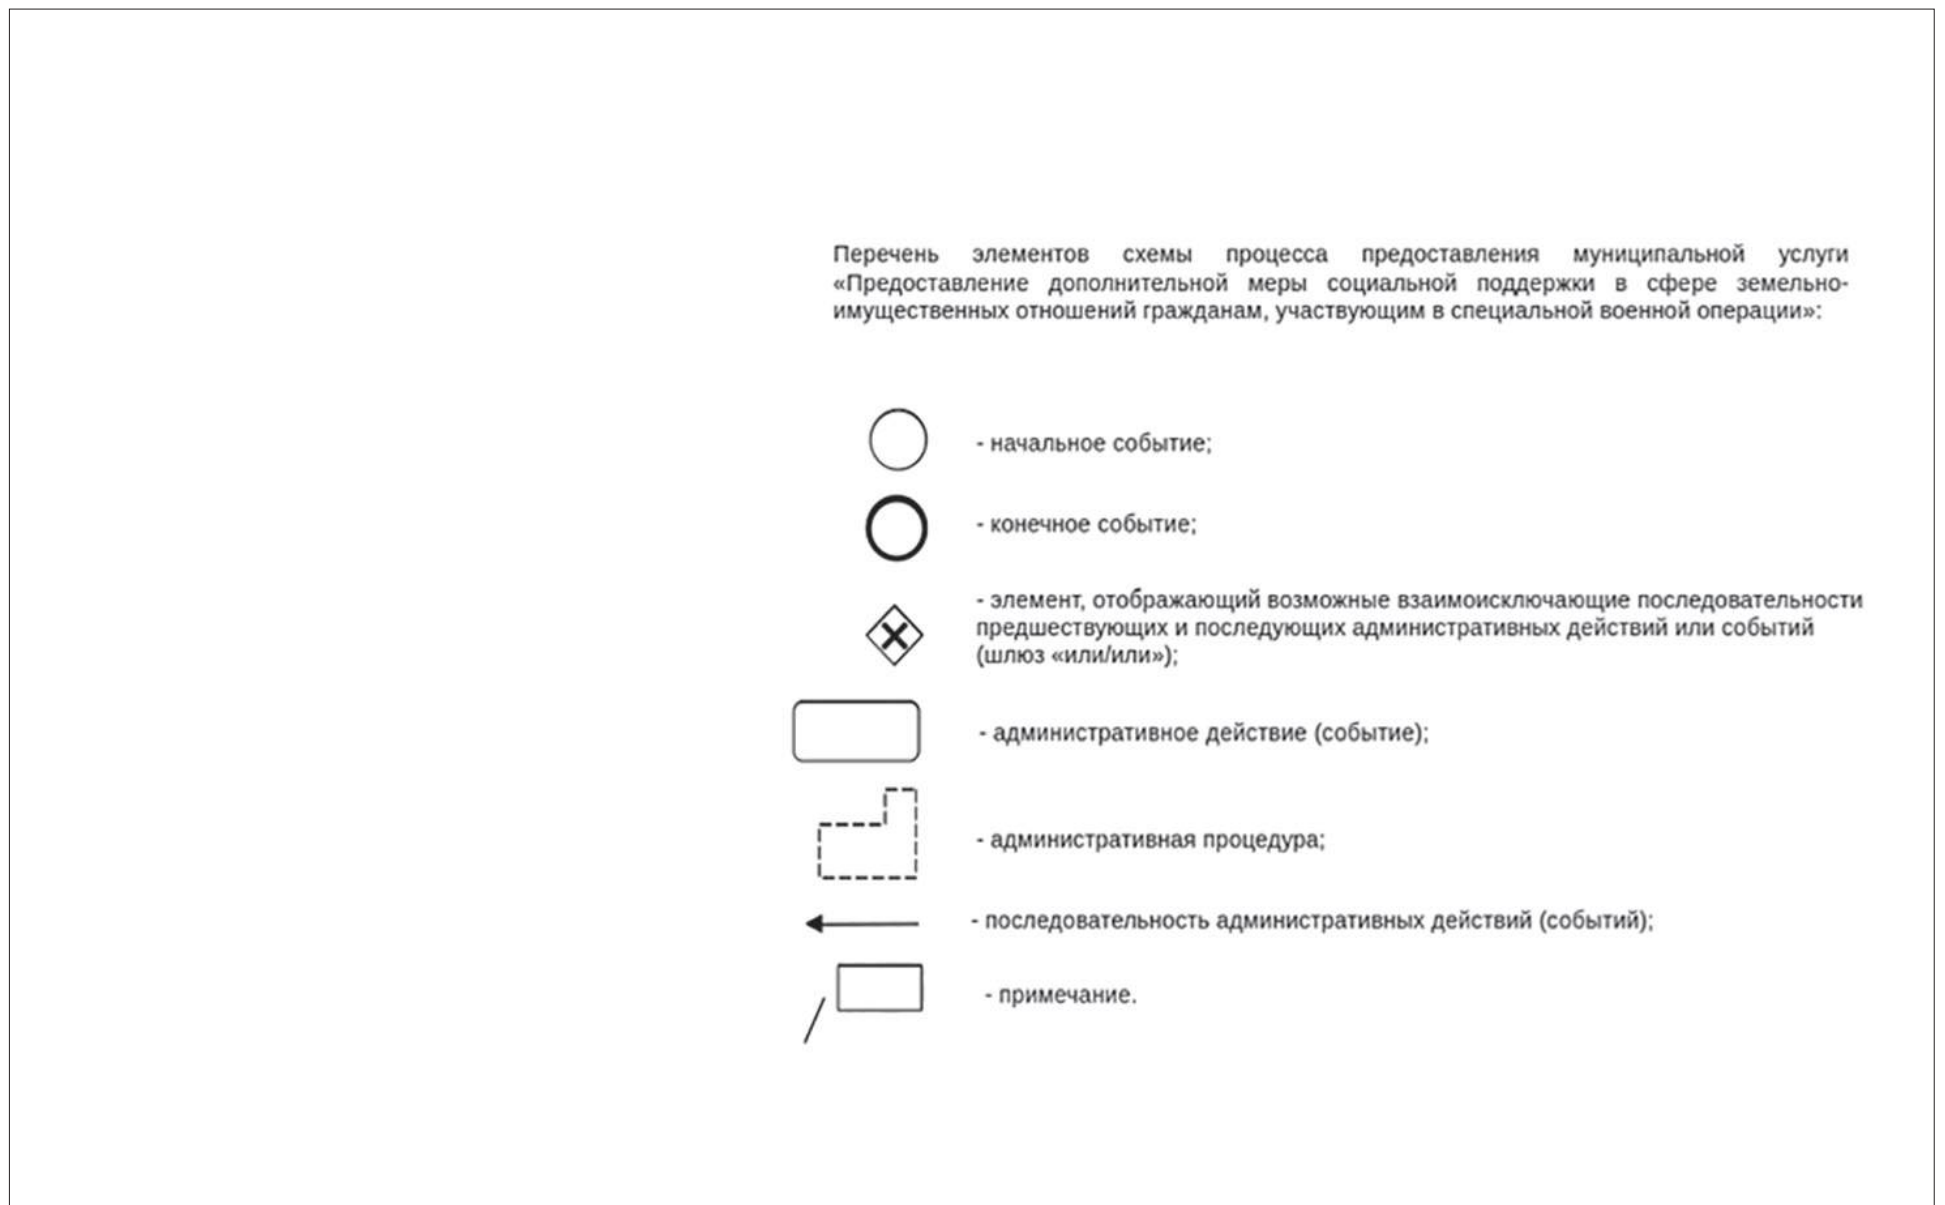 Перечень элементов схемы процесса предоставления муниципальной услуги
«Предоставление дополнительной меры социальной поддержки в сфере земельно-
имущественных отношений гражданам, участвующим в специальной военной операции»:
- начальное событие;
- конечное событие;
- элемент, отображающий возможные взаимоисключающие последовательности
предшествующих и последующих административных действий или событий
(шлюз «или/или»);
- административное действие (событие);
- административная процедура;
- последовательность административных действий (событий);
- примечание.